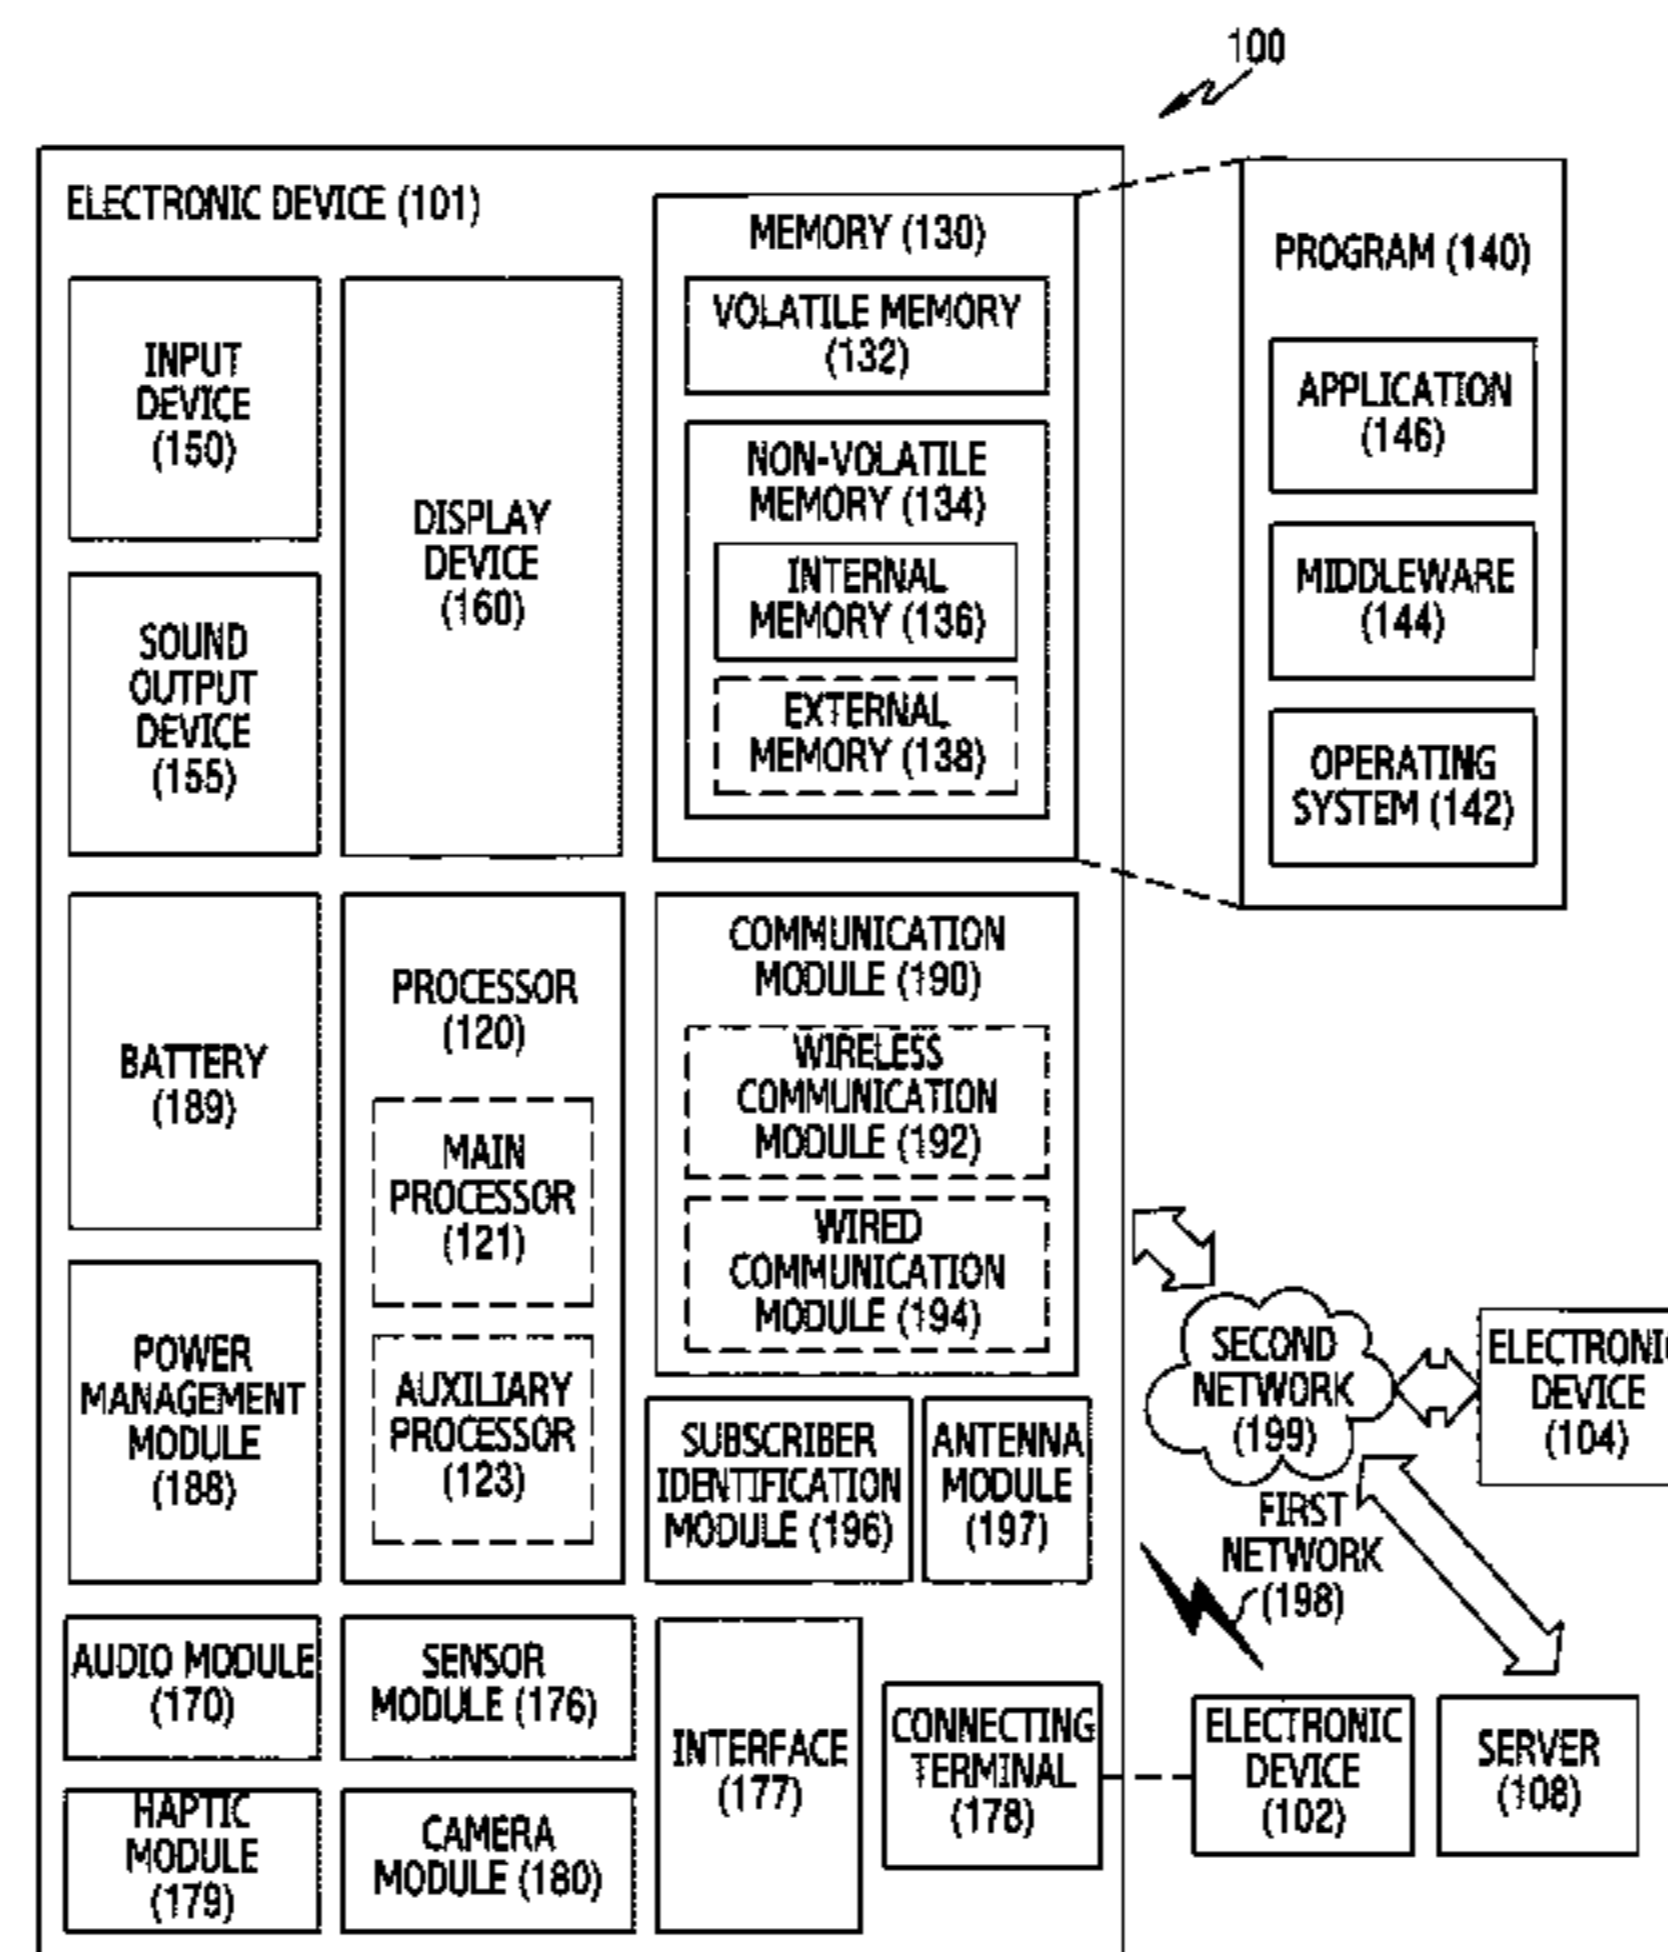 100
ELECTRONIC DEVICE (101)
INPUT
DEVICE
(150)
SOUND
OUTPUT
DEVICE
(155)
DISPLAY
DEVICE
(160)
MEMORY (130)
VOLATILE MEMORY
(132)
NON-VOLATILE
MEMORY (134)
INTERNAL
MEMORY (136)
EXTERNAL
MEMORY (138)
PROGRAM (140)
APPLICATION
(146)
MIDDLEWARE
(144)
OPERATING
SYSTEM (142)
BATTERY
(189)
POWER
MANAGEMENT
MODULE
(188)
PROCESSOR
(120)
MAIN
PROCESSOR
(121)
AUXILIARY
PROCESSOR
(123)
COMMUNICATION
MODULE (190)
WIRELESS
COMMUNICATION
MODULE (192)
WIRED
COMMUNICATION
MODULE (194)
SUBSCRIBER
IDENTIFICATION
MODULE (196)
ANTENNA
MODULE
(197)
SECOND
NETWORK
(199)
ELECTRONIC
DEVICE
(104)
FIRST
NETWORK
(198)
AUDIO MODULE
(170)
SENSOR
MODULE (176)
HAPTIC
MODULE
(179)
CAMERA
MODULE (180)
INTERFACE
(177)
CONNECTING
TERMINAL
(178)
ELECTRONIC
DEVICE
(102)
SERVER
(108)